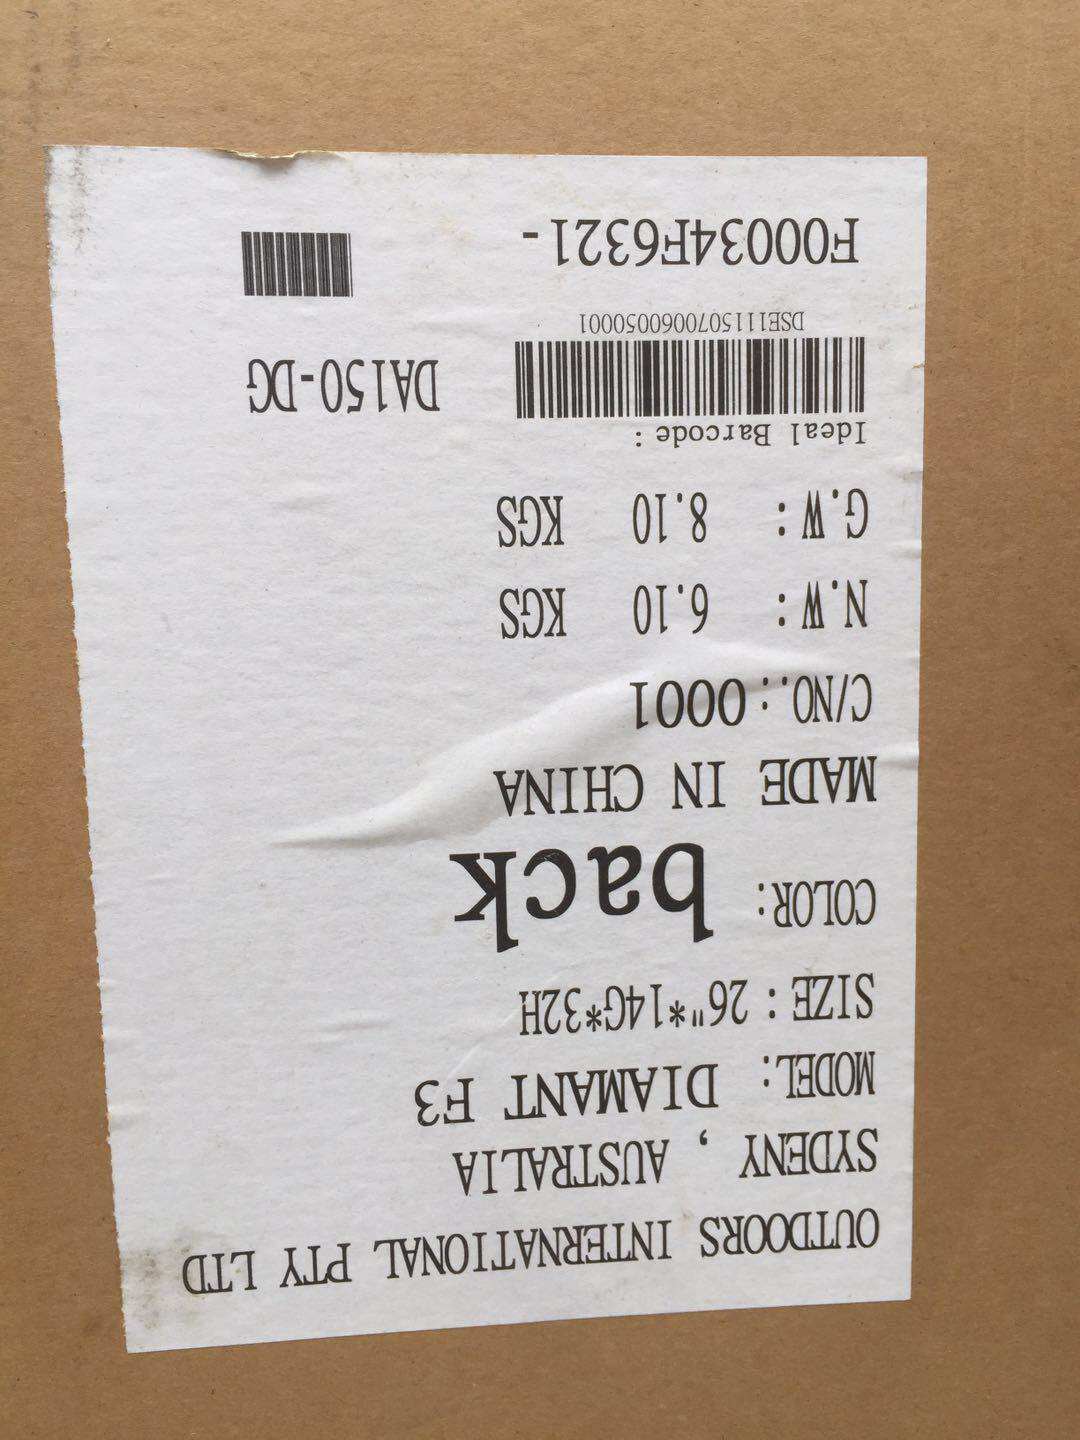 OUTDOORS INTERNATIONAL PTY LTD
SYDENY , AUSTRALIA
MODEL: DIAMANT F3
SIZE : 26"*14G*32H
COLOR: back
MADE IN CHINA
C/NO.: 0001
N.W: 6.10 KGS
G.W: 8.10 KGS
Ideal Barcode :
DA150-DG
DSE1115070060050001
F00034F6321-